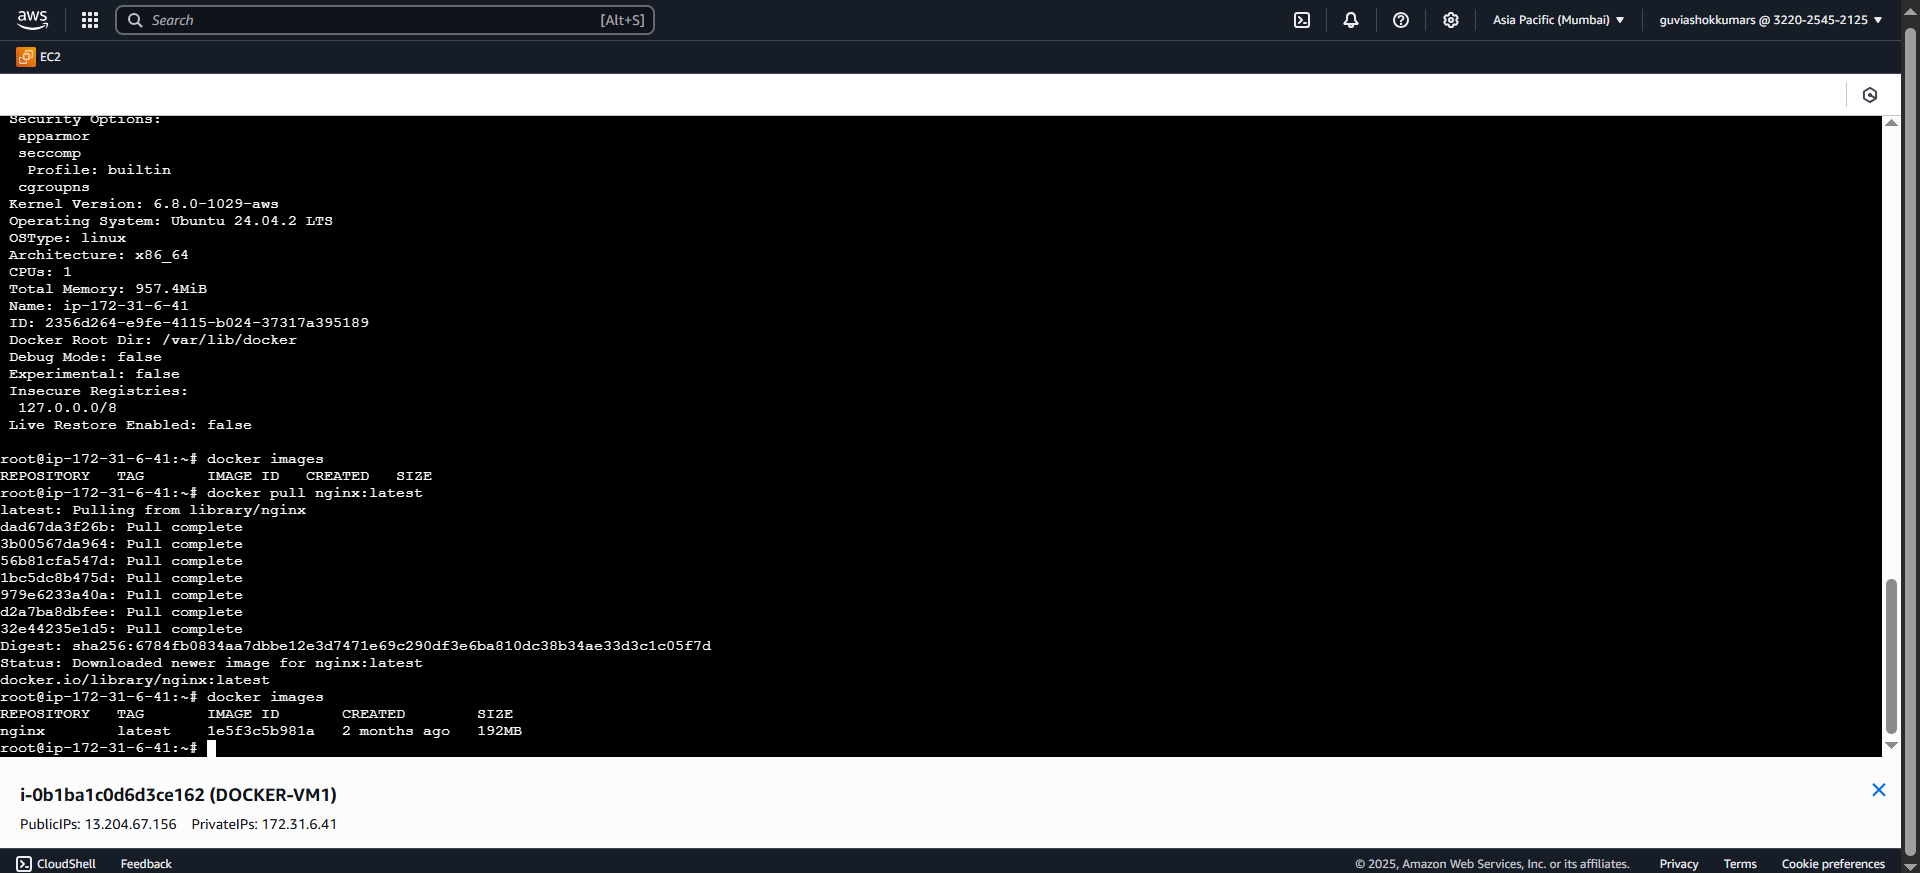 aws
Search [Alt+S]
Asia Pacific (Mumbai) guviashokkumars @ 3220-2545-2125
EC2
Security Options:
apparmor
seccomp
Profile: builtin
cgroupns
Kernel Version: 6.8.0-1029-aws
Operating System: Ubuntu 24.04.2 LTS
OSType: linux
Architecture: x86_64
CPUs: 1
Total Memory: 957.4MiB
Name: ip-172-31-6-41
ID: 2356d264-e9fe-4115-b024-37317a395189
Docker Root Dir: /var/lib/docker
Debug Mode: false
Experimental: false
Insecure Registries:
127.0.0.0/8
Live Restore Enabled: false
root@ip-172-31-6-41:~# docker images
REPOSITORY TAG IMAGE ID CREATED SIZE
root@ip-172-31-6-41:~# docker pull nginx:latest
latest: Pulling from library/nginx
dad67da3f26b: Pull complete
3b00567da964: Pull complete
56b81cfa547d: Pull complete
1bc5dc8b475d: Pull complete
979e6233a40a: Pull complete
d2a7ba8dbfee: Pull complete
32e44235e1d5: Pull complete
Digest: sha256:6784fb0834aa7dbbe12e3d7471e69c290df3e6ba810dc38b34ae33d3c1c05f7d
Status: Downloaded newer image for nginx:latest
docker.io/library/nginx:latest
root@ip-172-31-6-41:~# docker images
REPOSITORY TAG IMAGE ID CREATED SIZE
nginx latest 1e5f3c5b981a 2 months ago 192MB
root@ip-172-31-6-41:~#
i-0b1ba1c0d6d3ce162 (DOCKER-VM1)
PublicIPs: 13.204.67.156 PrivateIPs: 172.31.6.41
CloudShell Feedback © 2025, Amazon Web Services, Inc. or its affiliates. Privacy Terms Cookie preferences